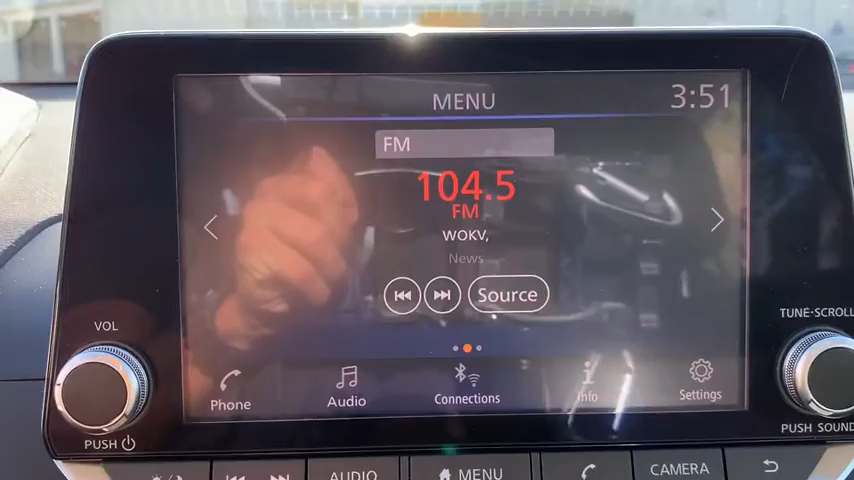 MENU
3:51
FM
104.5
FM
WOKV,
News
Source
VOL
TUNE·SCROLL
Phone
Audio
Connections
Info
Settings
PUSH
PUSH SOUND
AUDIO
MENU
CAMERA